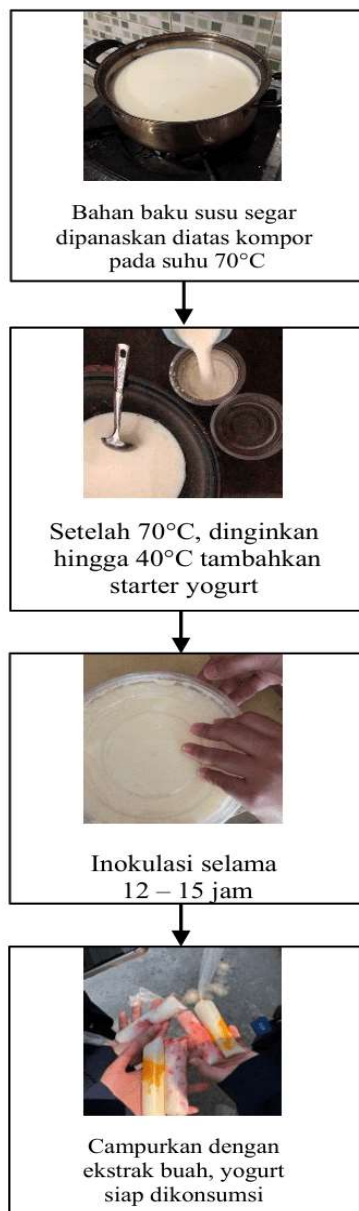 Bahan baku susu segar
dipanaskan diatas kompor
pada suhu 70°C
Setelah 70°C, dinginkan
hingga 40°C tambahkan
starter yogurt
Inokulasi selama
12 – 15 jam
Campurkan dengan
ekstrak buah, yogurt
siap dikonsumsi